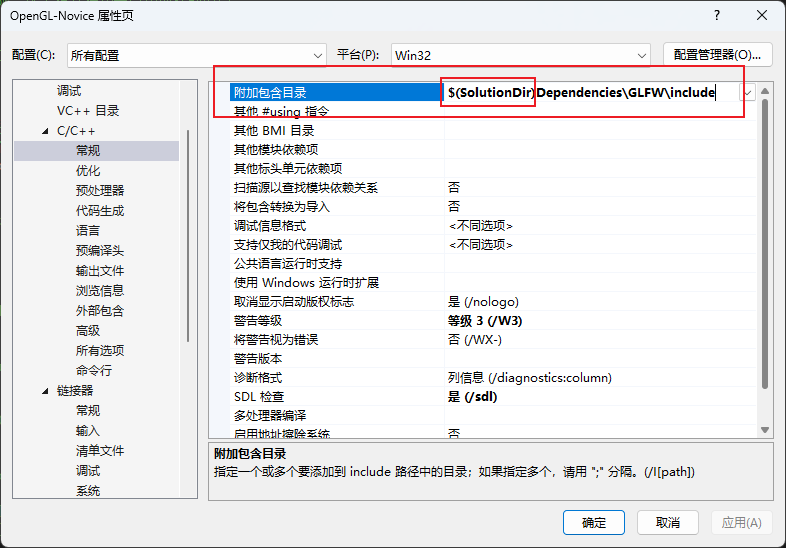 OpenGL-Novice 属性页
配置(C): 所有配置 平台(P): Win32 配置管理器(O)...
调试
VC++ 目录
C/C++
常规
优化
预处理器
代码生成
语言
预编译头
输出文件
浏览信息
外部包含
高级
所有选项
命令行
链接器
常规
输入
清单文件
调试
系统
附加包含目录 $(SolutionDir)Dependencies\GLFW\include
其他 #using 指令
其他 BMI 目录
其他模块依赖项
其他标头单元依赖项
扫描源以查找模块依赖关系 否
将包含转换为导入 否
调试信息格式 <不同选项>
支持仅我的代码调试 <不同选项>
公共语言运行时支持
使用 Windows 运行时扩展
取消显示启动版权标志 是 (/nologo)
警告等级 等级 3 (/W3)
将警告视为错误 否 (/WX-)
警告版本
诊断格式 列信息 (/diagnostics:column)
SDL 检查 是 (/sdl)
多处理器编译
启用地址擦除系统 否
附加包含目录
指定一个或多个要添加到 include 路径中的目录；如果指定多个，请用 ";" 分隔。(/I[path])
确定 取消 应用(A)